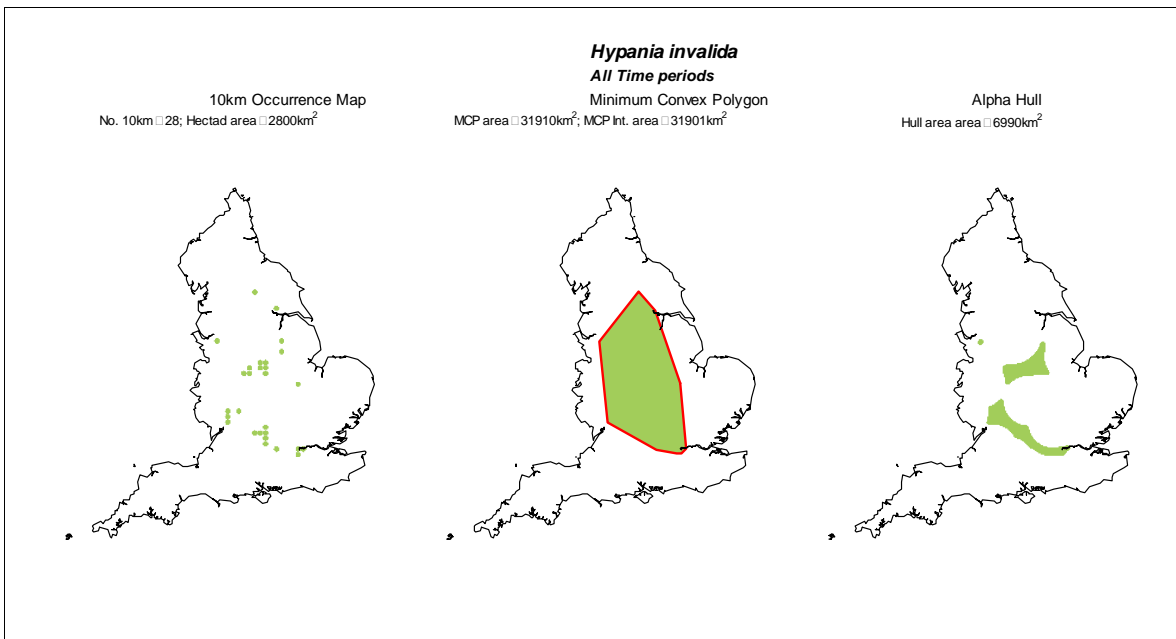 Hypania invalida
All Time periods
10km Occurrence Map
No. 10km □ 28; Hectad area □ 2800km²
Minimum Convex Polygon
MCP area □ 31910km²; MCP Int. area □ 31901km²
Alpha Hull
Hull area area □ 6990km²